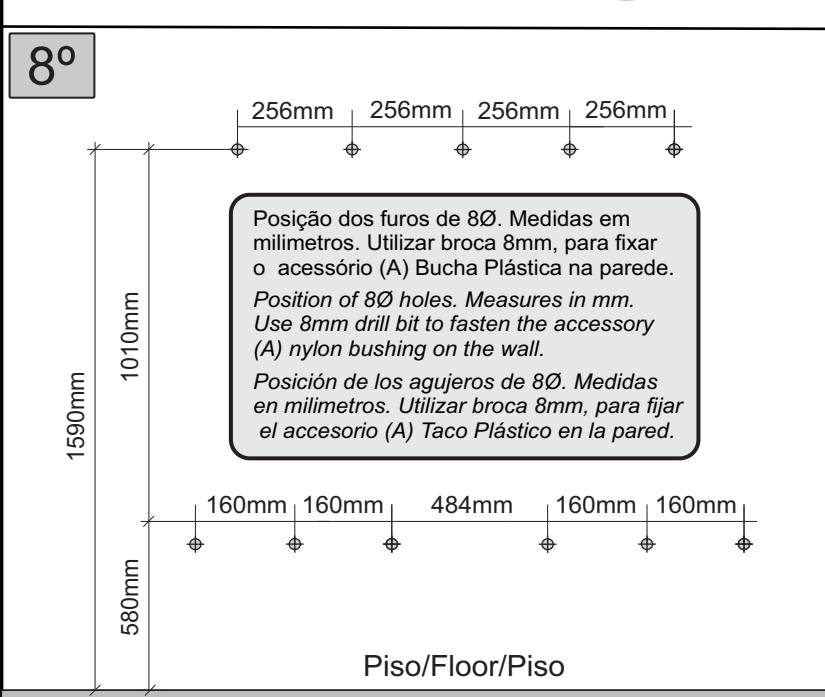 8º
256mm 256mm 256mm 256mm
Posição dos furos de 8Ø. Medidas em
milimetros. Utilizar broca 8mm, para fixar
o acessório (A) Bucha Plástica na parede.
Position of 8Ø holes. Measures in mm.
Use 8mm drill bit to fasten the accessory
(A) nylon bushing on the wall.
Posición de los agujeros de 8Ø. Medidas
en milimetros. Utilizar broca 8mm, para fijar
el accesorio (A) Taco Plástico en la pared.
1010mm
1590mm
160mm 160mm 484mm 160mm 160mm
580mm
Piso/Floor/Piso